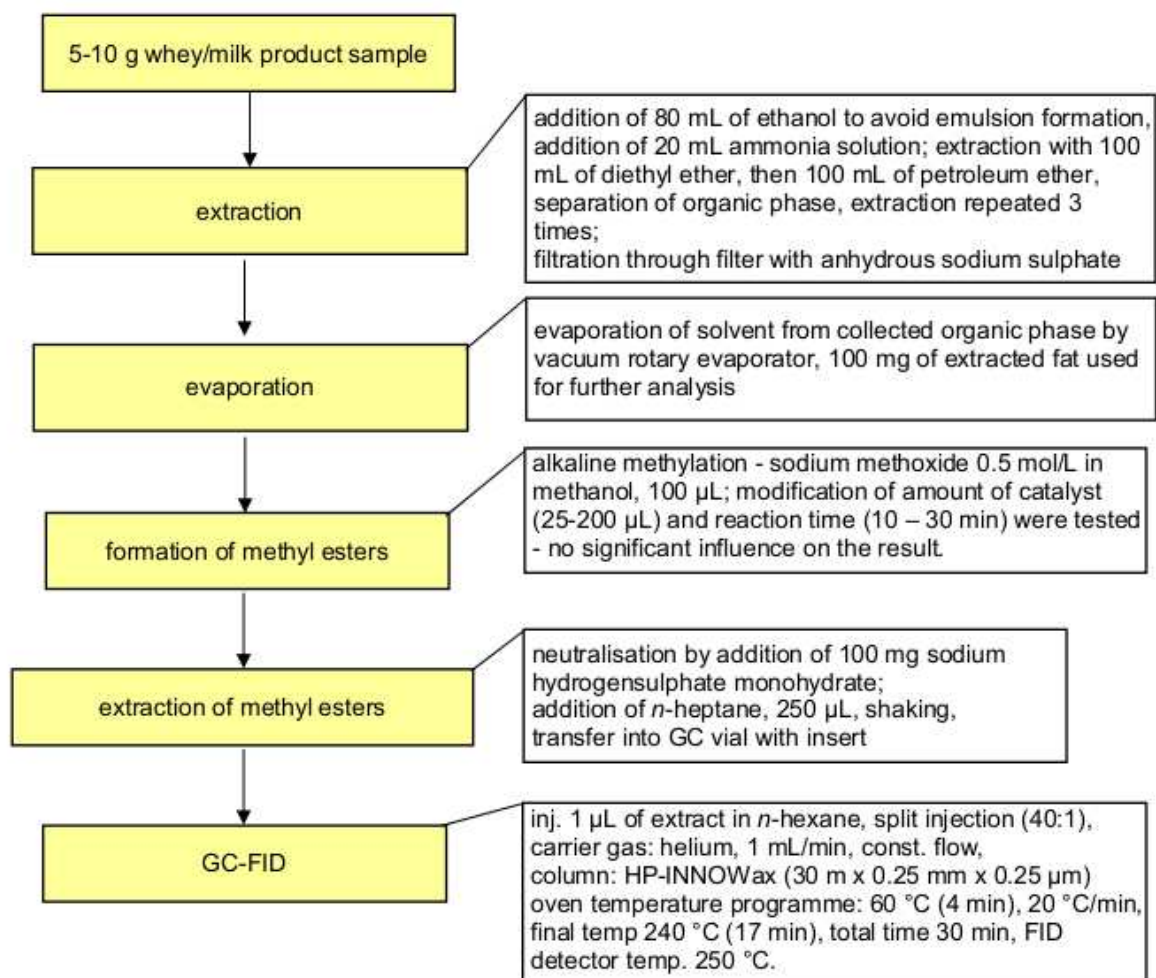 5-10 g whey/milk product sample
addition of 80 mL of ethanol to avoid emulsion formation,
addition of 20 mL ammonia solution; extraction with 100
mL of diethyl ether, then 100 mL of petroleum ether,
separation of organic phase, extraction repeated 3
times;
filtration through filter with anhydrous sodium sulphate
extraction
evaporation of solvent from collected organic phase by
vacuum rotary evaporator, 100 mg of extracted fat used
for further analysis
evaporation
alkaline methylation - sodium methoxide 0.5 mol/L in
methanol, 100 µL; modification of amount of catalyst
(25-200 µL) and reaction time (10 – 30 min) were tested
- no significant influence on the result.
formation of methyl esters
neutralisation by addition of 100 mg sodium
hydrogensulphate monohydrate;
addition of n-heptane, 250 µL, shaking,
transfer into GC vial with insert
extraction of methyl esters
inj. 1 µL of extract in n-hexane, split injection (40:1),
carrier gas: helium, 1 mL/min, const. flow,
column: HP-INNOWax (30 m x 0.25 mm x 0.25 µm)
oven temperature programme: 60 °C (4 min), 20 °C/min,
final temp 240 °C (17 min), total time 30 min, FID
detector temp. 250 °C.
GC-FID